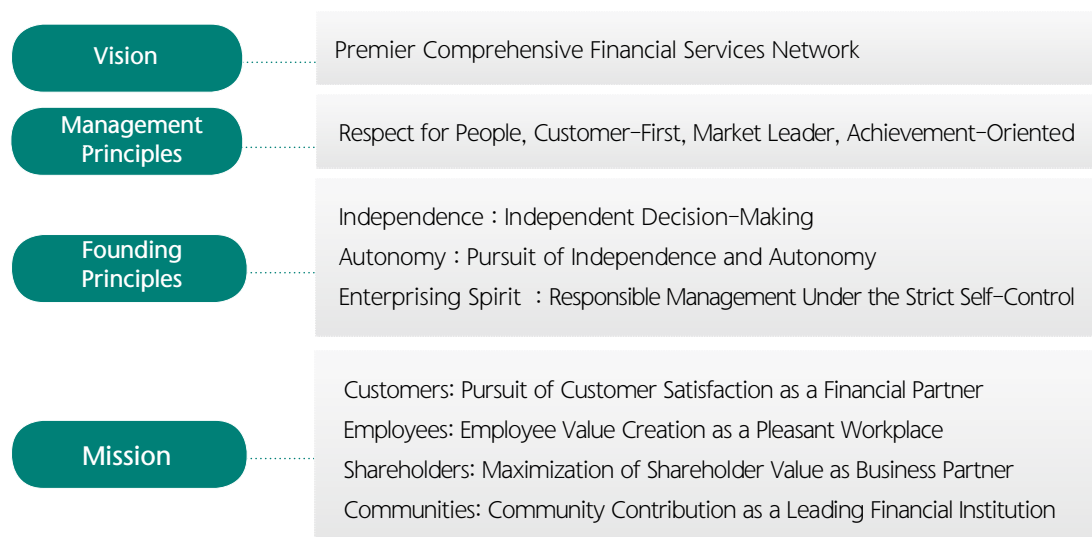 Vision
Premier Comprehensive Financial Services Network
Management
Principles
Respect for People, Customer-First, Market Leader, Achievement-Oriented
Founding
Principles
Independence : Independent Decision-Making
Autonomy : Pursuit of Independence and Autonomy
Enterprising Spirit : Responsible Management Under the Strict Self-Control
Mission
Customers: Pursuit of Customer Satisfaction as a Financial Partner
Employees: Employee Value Creation as a Pleasant Workplace
Shareholders: Maximization of Shareholder Value as Business Partner
Communities: Community Contribution as a Leading Financial Institution